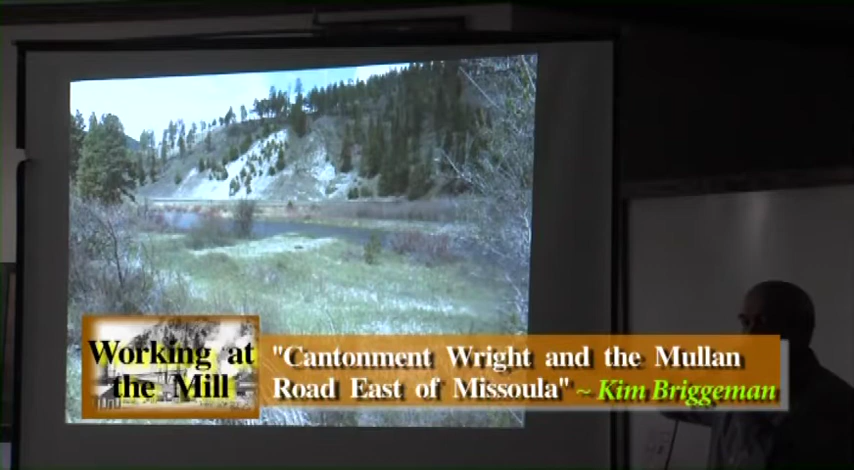 Working at
the Mill
"Cantonment Wright and the Mullan
Road East of Missoula" ~ Kim Briggeman